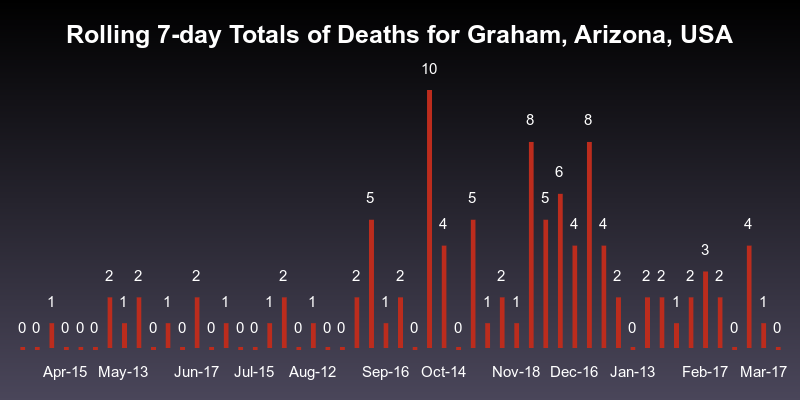 Rolling 7-day Totals of Deaths for Graham, Arizona, USA
0 0 1 0 0 0 2 1 2 0 1 0 2 0 1 0 0 1 2 0 1 0 0 2 5 1 2 0 10 4 0 5 1 2 1 8 5 6 4 8 4 2 0 2 2 1 2 3 2 0 4 1 0
Apr-15 May-13 Jun-17 Jul-15 Aug-12 Sep-16 Oct-14 Nov-18 Dec-16 Jan-13 Feb-17 Mar-17